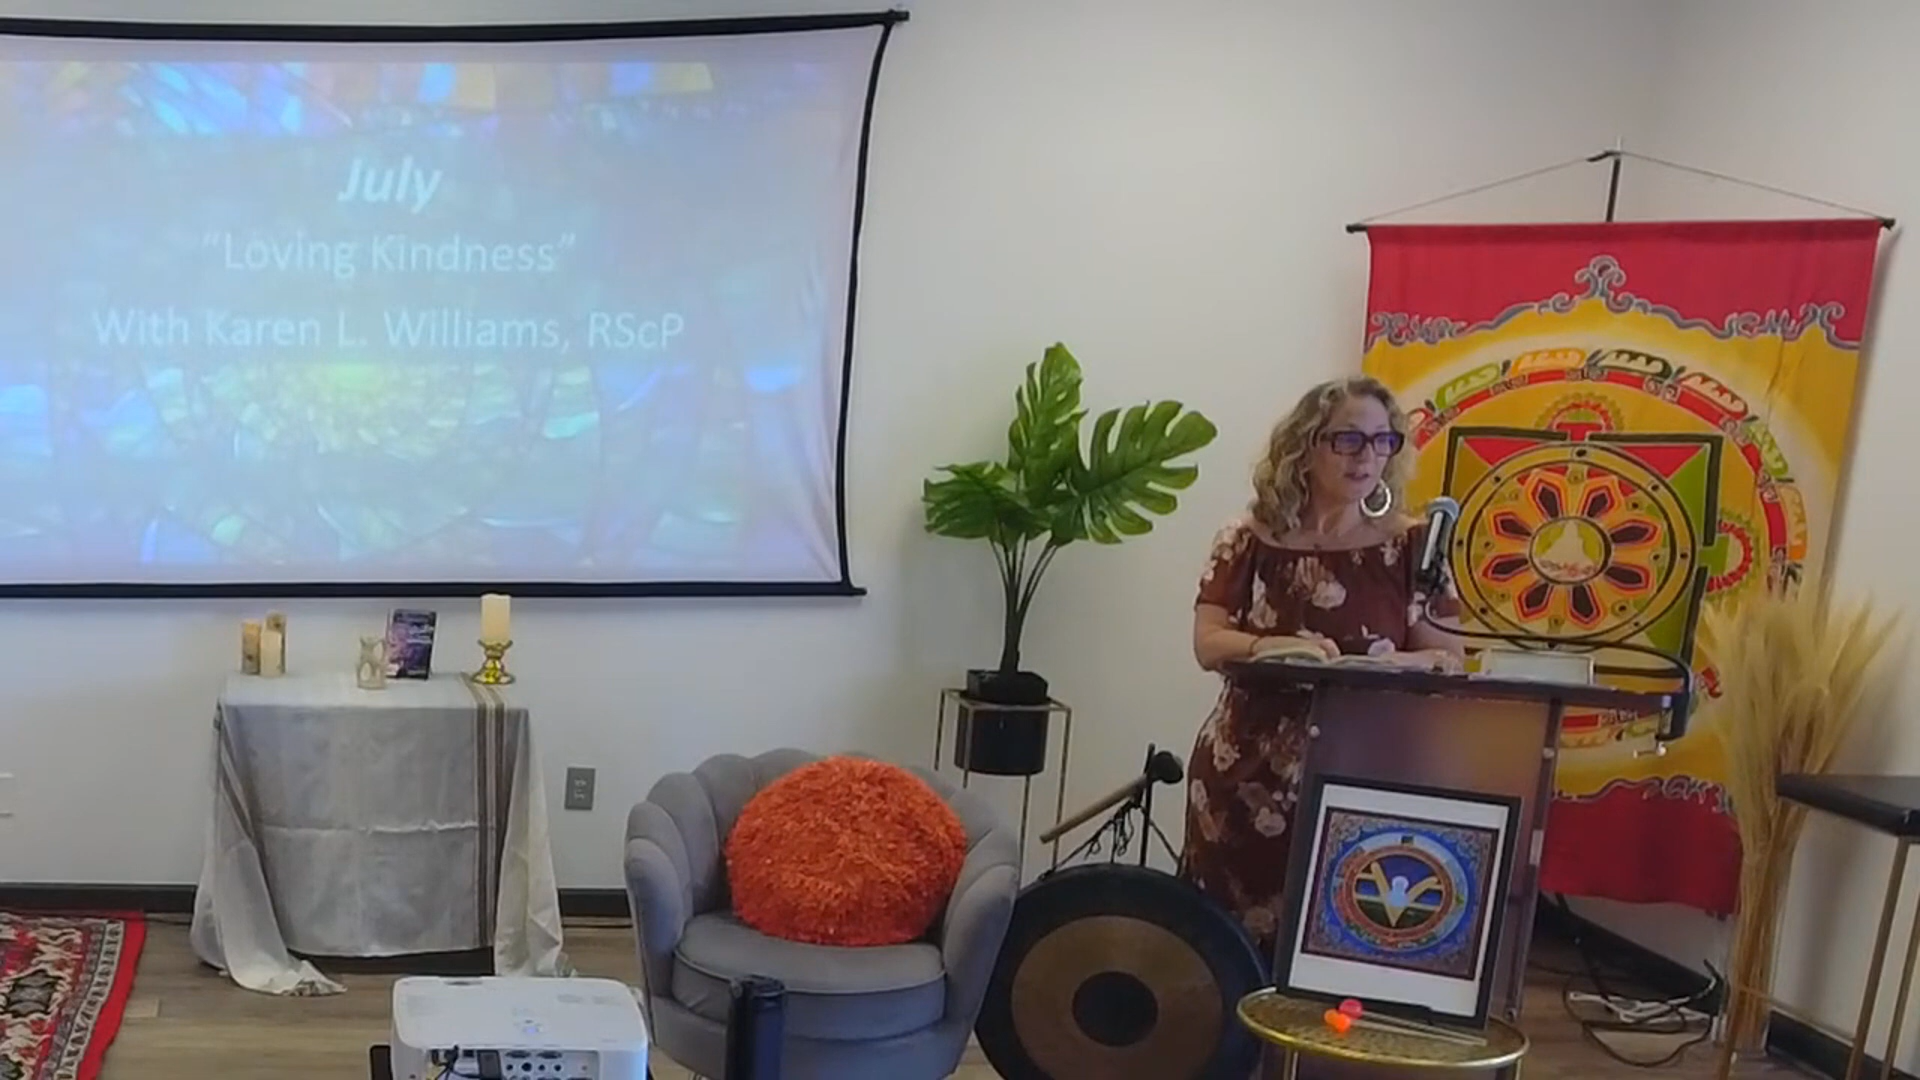 July
“Loving Kindness”
With Karen L. Williams, RScP